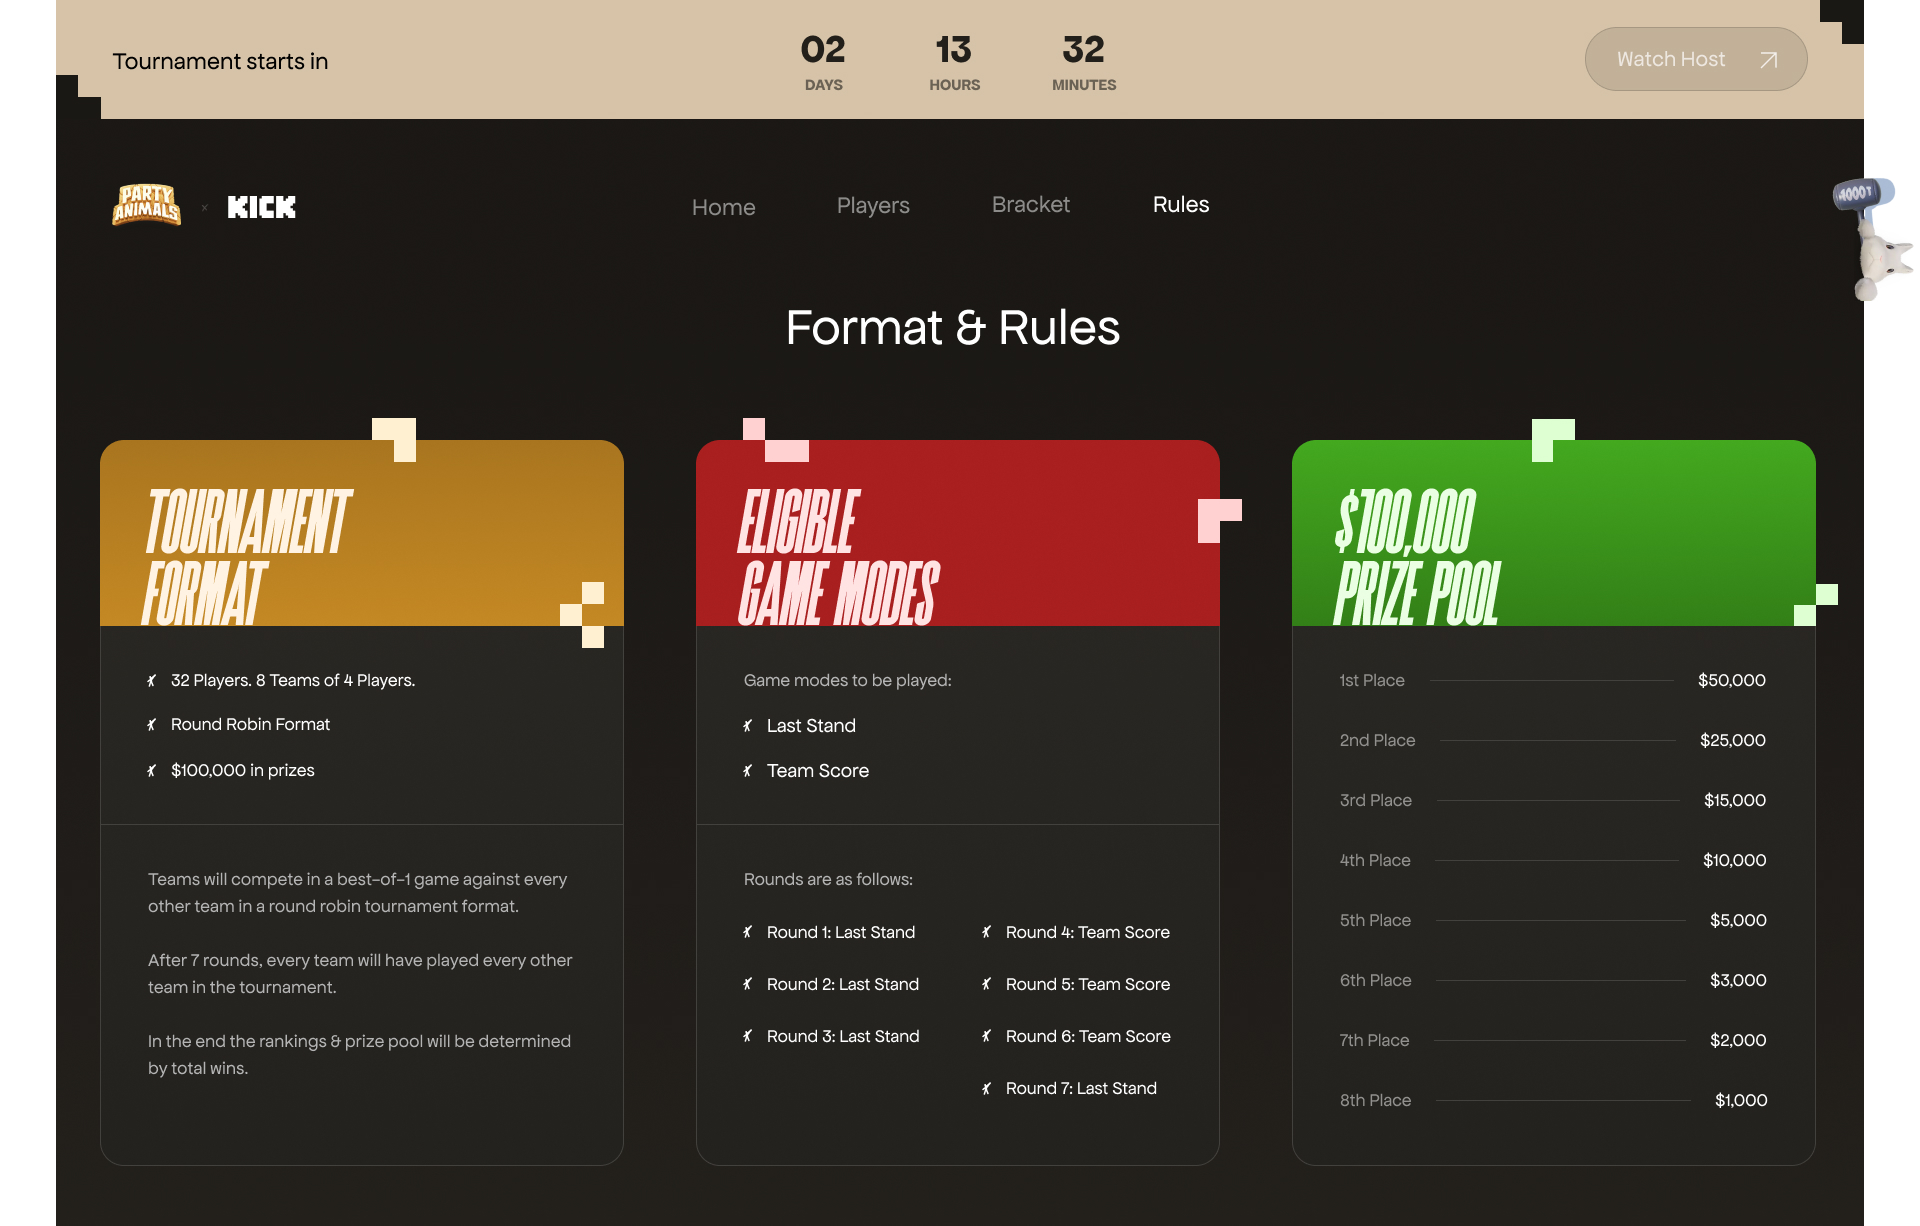 Tournament starts in
02
DAYS
13
HOURS
32
MINUTES
Watch Host
PARTY
ANIMALS
KICK
Home
Players
Bracket
Rules
1000T
Format & Rules
TOURNAMENT
FORMAT
32 Players. 8 Teams of 4 Players.
Round Robin Format
$100,000 in prizes
Teams will compete in a best-of-1 game against every
other team in a round robin tournament format.
After 7 rounds, every team will have played every other
team in the tournament.
In the end the rankings & prize pool will be determined
by total wins.
ELIGIBLE
GAME MODES
Game modes to be played:
Last Stand
Team Score
Rounds are as follows:
Round 1: Last Stand
Round 2: Last Stand
Round 3: Last Stand
Round 4: Team Score
Round 5: Team Score
Round 6: Team Score
Round 7: Last Stand
$100,000
PRIZE POOL
1st Place $50,000
2nd Place $25,000
3rd Place $15,000
4th Place $10,000
5th Place $5,000
6th Place $3,000
7th Place $2,000
8th Place $1,000